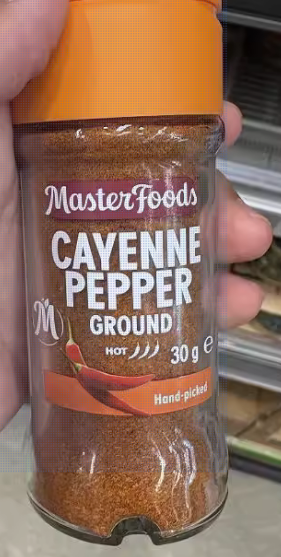 MasterFoods
CAYENNE
PEPPER
GROUND
HOT 30 g e
M
Hand-picked